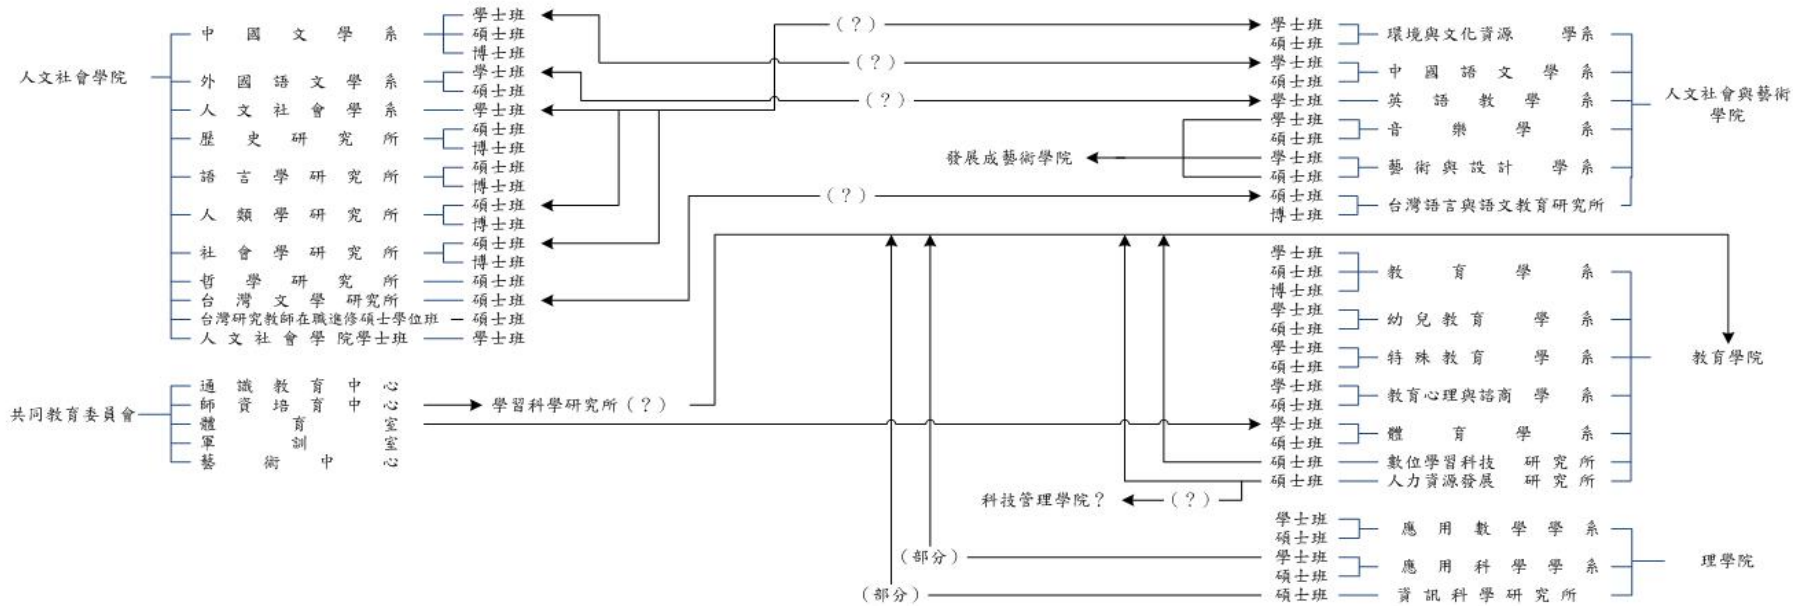 人文社會學院
中國文學系
學士班
碩士班
博士班
外國語文學系
學士班
碩士班
人文社會學系
學士班
歷史研究所
碩士班
博士班
語言學研究所
碩士班
博士班
人類學研究所
碩士班
博士班
社會學研究所
碩士班
博士班
哲學研究所
碩士班
台灣文學研究所
碩士班
台灣研究教師在職進修碩士學位班
碩士班
人文社會學院學士班
學士班
共同教育委員會
通識教育中心
師資培育中心
體育室
軍訓室
藝術中心
學習科學研究所(?)
(?)
(?)
(?)
發展成藝術學院
(?)
科技管理學院?
(?)
(部分)
(部分)
學士班
碩士班
環境與文化資源 學系
學士班
碩士班
中國語文學系
學士班
英語教學系
學士班
碩士班
音樂學系
學士班
碩士班
藝術與設計 學系
碩士班
博士班
台灣語言與語文教育研究所
人文社會與藝術
學院
學士班
碩士班
博士班
教育學系
學士班
碩士班
幼兒教育 學系
學士班
碩士班
特殊教育 學系
學士班
碩士班
教育心理與諮商 學系
學士班
碩士班
體育學系
碩士班
數位學習科技 研究所
碩士班
人力資源發展 研究所
教育學院
學士班
碩士班
應用數學學系
學士班
碩士班
應用科學學系
碩士班
資訊科學研究所
理學院